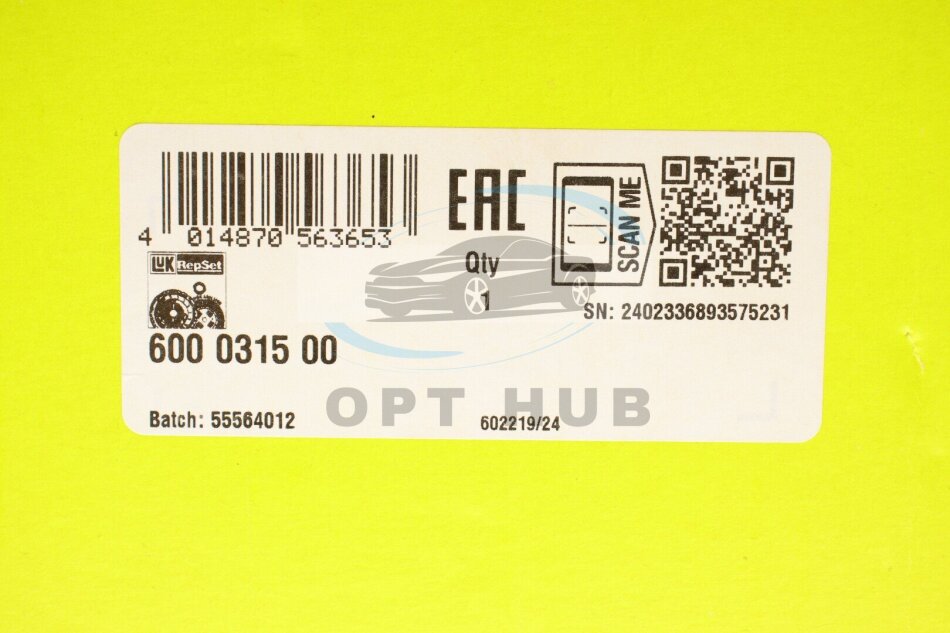 4 014870 563653
EAC
SCAN ME
LUK RepSet
Qty
1
SN: 2402336893575231
600 0315 00
OPT HUB
Batch: 55564012
602219/24